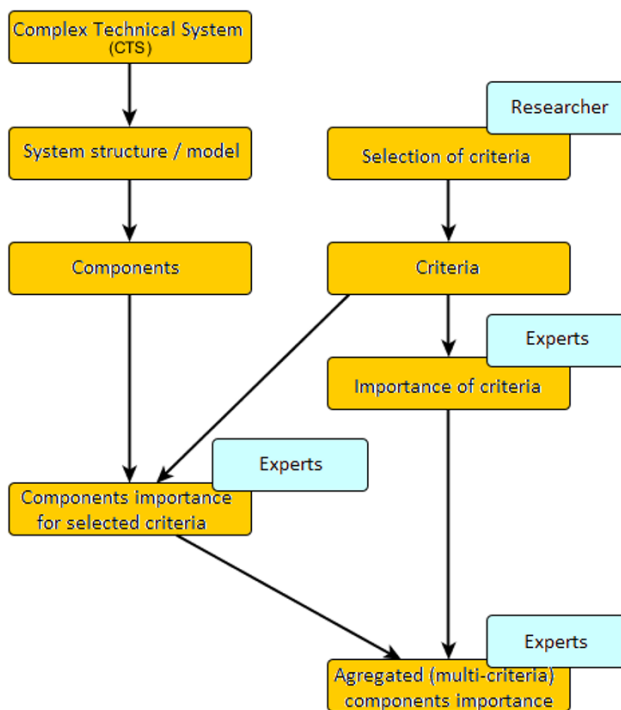 Complex Technical System
(CTS)
Researcher
System structure / model
Selection of criteria
Components
Criteria
Experts
Importance of criteria
Experts
Components importance
for selected criteria
Experts
Agregated (multi-criteria)
components importance